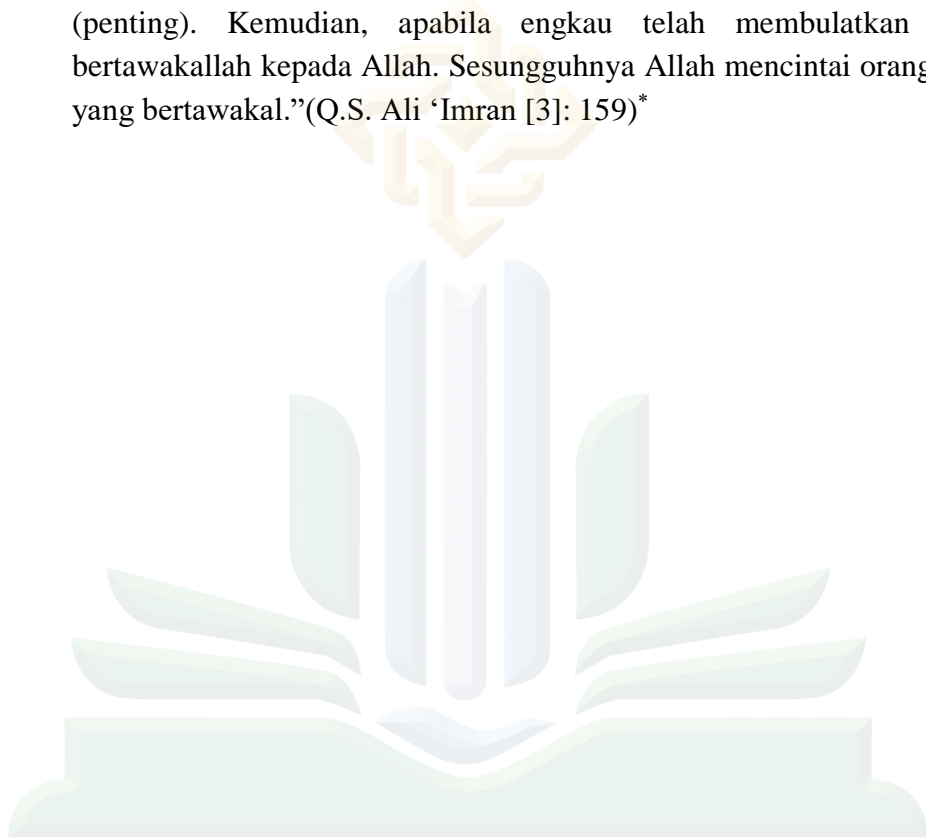 (penting). Kemudian, apabila engkau telah membulatkan
bertawakallah kepada Allah. Sesungguhnya Allah mencintai orang
yang bertawakal.”(Q.S. Ali ‘Imran [3]: 159)*